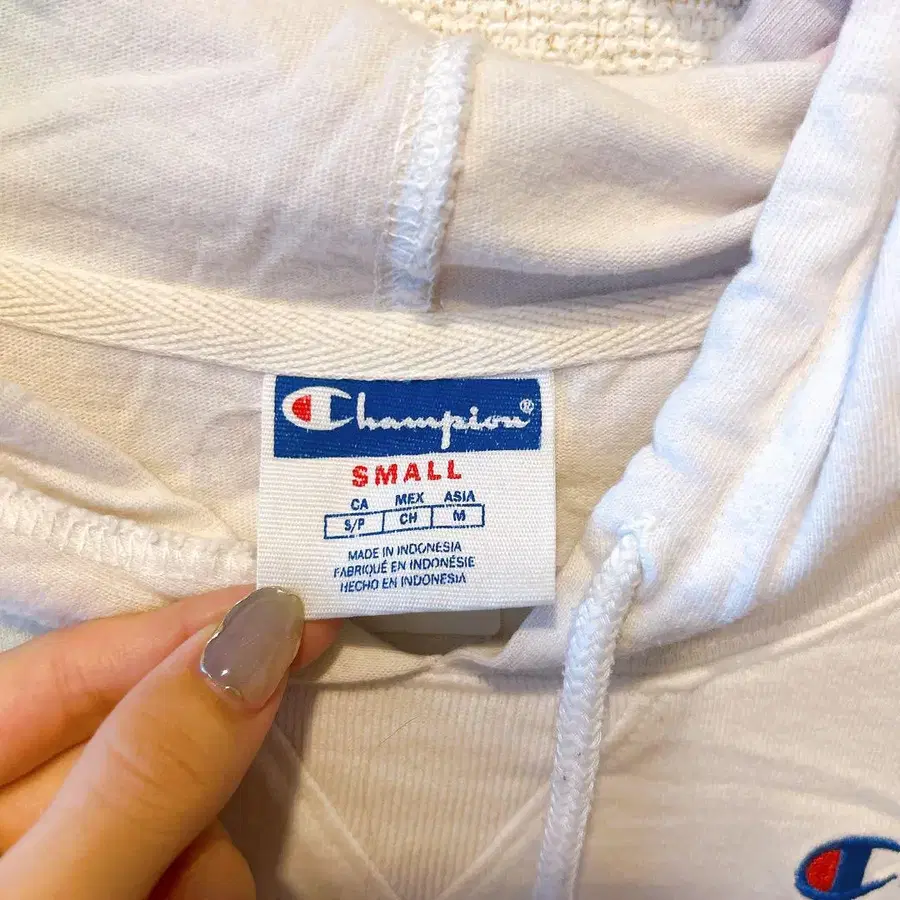 Champion®
SMALL
CA MEX ASIA
S/P CH M
MADE IN INDONESIA
FABRIQUÉ EN INDONÉSIE
HECHO EN INDONESIA